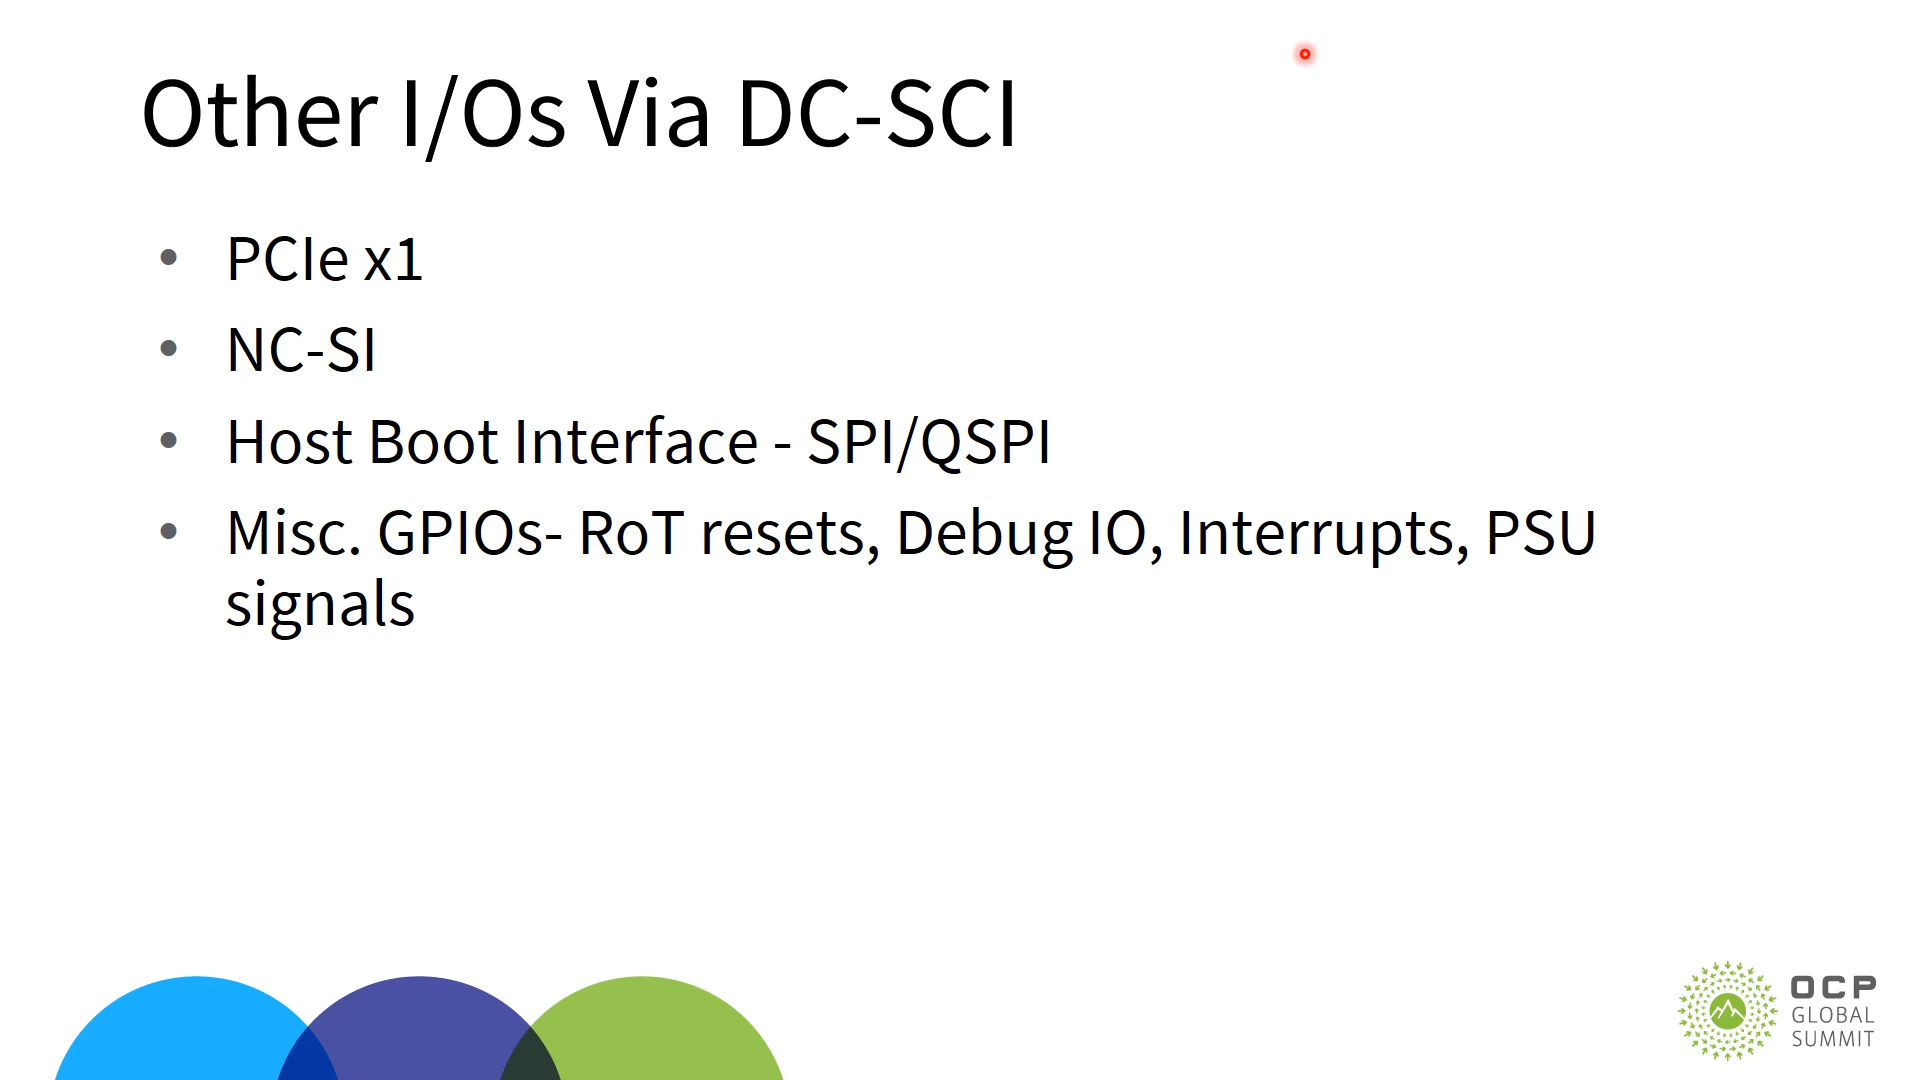 Other I/Os Via DC-SCI
• PCIe x1
• NC-SI
• Host Boot Interface - SPI/QSPI
• Misc. GPIOs- RoT resets, Debug IO, Interrupts, PSU
signals
OCP
GLOBAL
SUMMIT